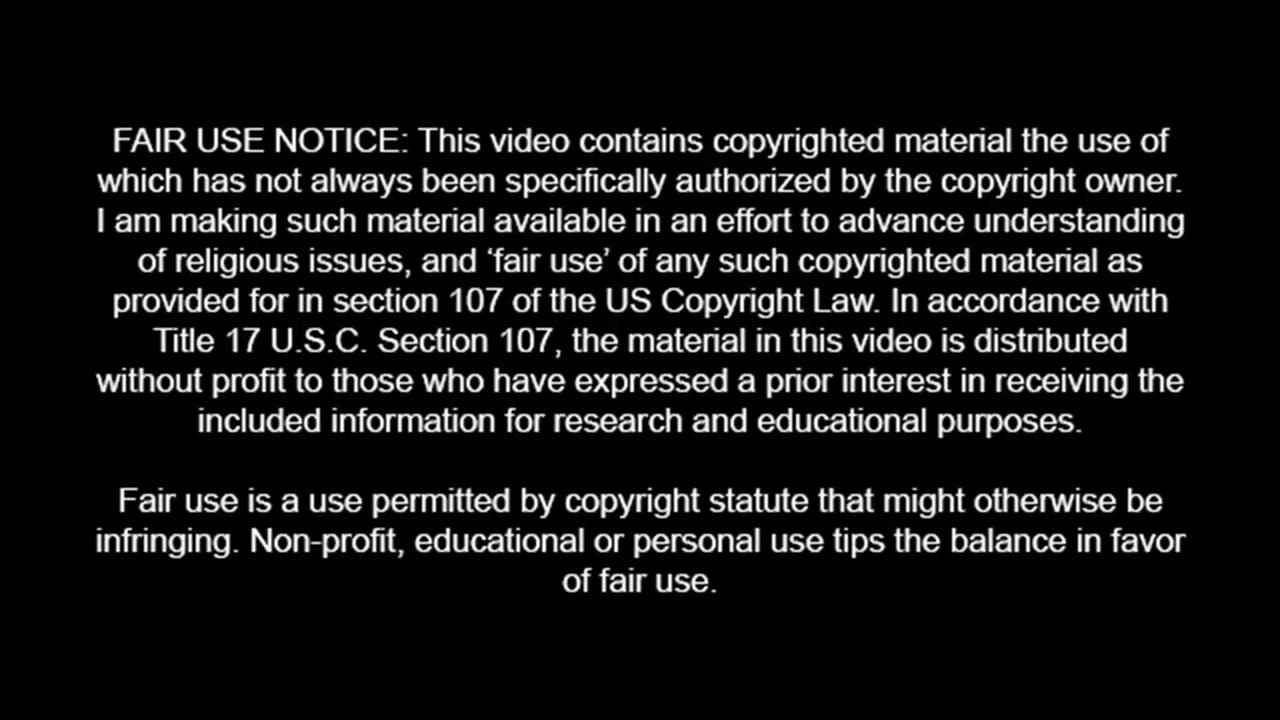 FAIR USE NOTICE: This video contains copyrighted material the use of
which has not always been specifically authorized by the copyright owner.
I am making such material available in an effort to advance understanding
of religious issues, and ‘fair use’ of any such copyrighted material as
provided for in section 107 of the US Copyright Law. In accordance with
Title 17 U.S.C. Section 107, the material in this video is distributed
without profit to those who have expressed a prior interest in receiving the
included information for research and educational purposes.
Fair use is a use permitted by copyright statute that might otherwise be
infringing. Non-profit, educational or personal use tips the balance in favor
of fair use.